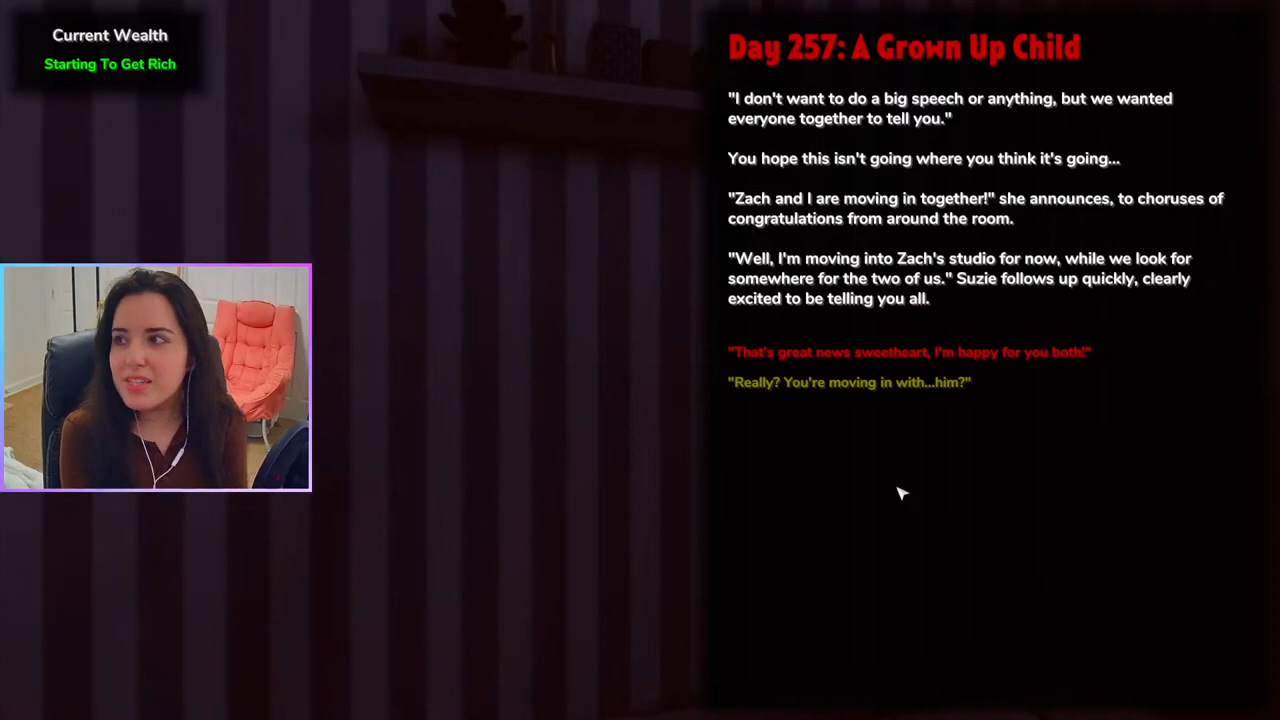 Current Wealth
Starting To Get Rich
Day 257: A Grown Up Child
"I don't want to do a big speech or anything, but we wanted
everyone together to tell you."
You hope this isn't going where you think it's going...
"Zach and I are moving in together!" she announces, to choruses of
congratulations from around the room.
"Well, I'm moving into Zach's studio for now, while we look for
somewhere for the two of us." Suzie follows up quickly, clearly
excited to be telling you all.
"That's great news sweetheart, I'm happy for you both!"
"Really? You're moving in with...him?"